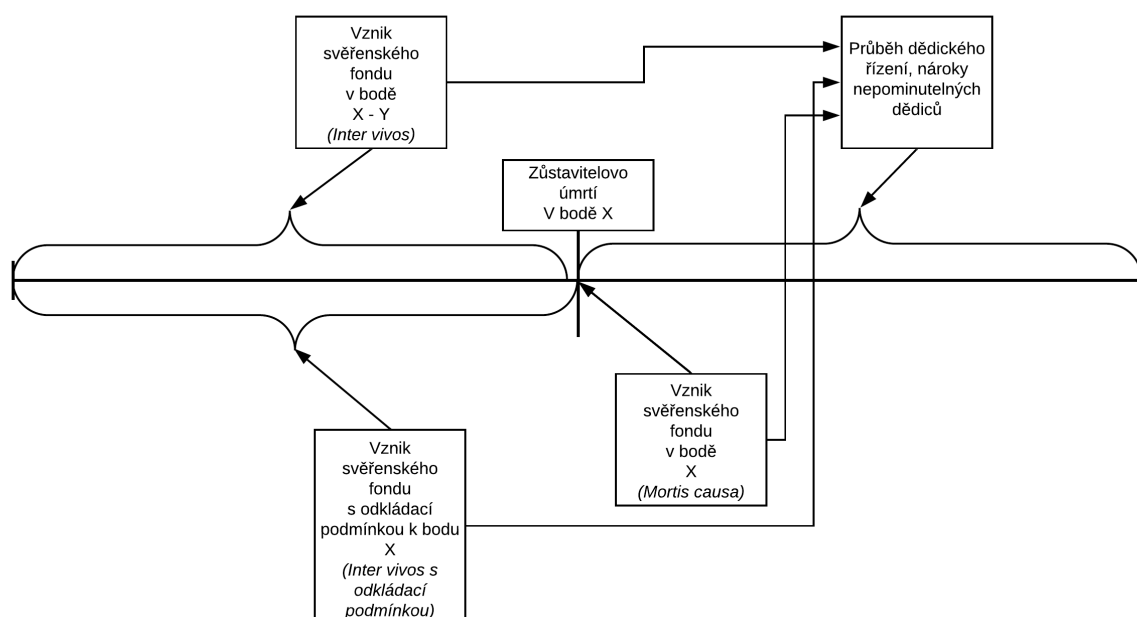 Vznik
svěřenského
fondu
v bodě
X - Y
(Inter vivos)
Průběh dědického
řízení, nároky
nepominutelných
dědiců
Zůstavitelovo
úmrtí
V bodě X
Vznik
svěřenského
fondu
v bodě
X
(Mortis causa)
Vznik
svěřenského
fondu
s odkládací
podmínkou k bodu
X
(Inter vivos s
odkládací
podmínkou)